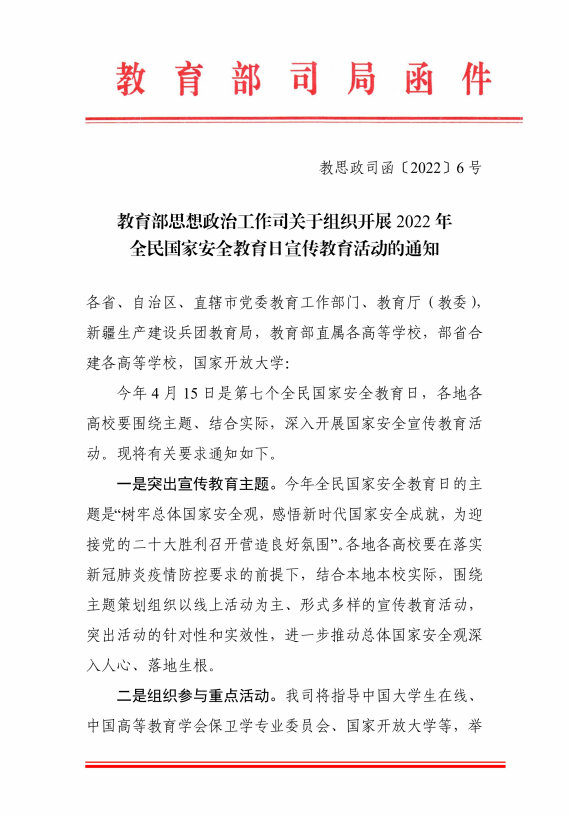 教育部司局函件
教思政司函〔2022〕6号
教育部思想政治工作司关于组织开展 2022 年
全民国家安全教育日宣传教育活动的通知
各省、自治区、直辖市党委教育工作部门、教育厅（教委），
新疆生产建设兵团教育局，教育部直属各高等学校，部省合
建各高等学校，国家开放大学：
今年 4 月 15 日是第七个全民国家安全教育日，各地各
高校要围绕主题、结合实际，深入开展国家安全宣传教育活
动。现将有关要求通知如下。
一是突出宣传教育主题。今年全民国家安全教育日的主
题是“树牢总体国家安全观，感悟新时代国家安全成就，为迎
接党的二十大胜利召开营造良好氛围”。各地各高校要在落实
新冠肺炎疫情防控要求的前提下，结合本地本校实际，围绕
主题策划组织以线上活动为主、形式多样的宣传教育活动，
突出活动的针对性和实效性，进一步推动总体国家安全观深
入人心、落地生根。
二是组织参与重点活动。我司将指导中国大学生在线、
中国高等教育学会保卫学专业委员会、国家开放大学等，举